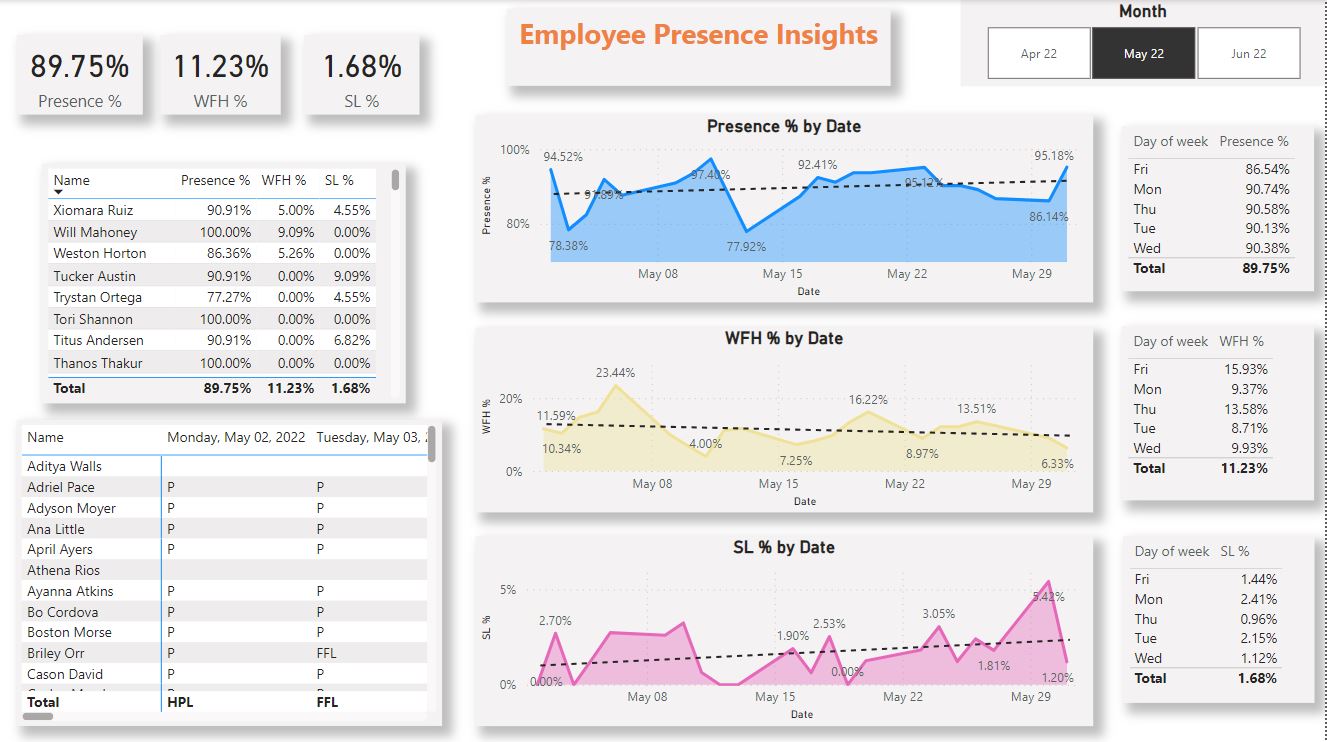 Employee Presence Insights
Month
Apr 22 May 22 Jun 22
89.75% 11.23% 1.68%
Presence % WFH % SL %
Name Presence % WFH % SL %
Xiomara Ruiz 90.91% 5.00% 4.55%
Will Mahoney 100.00% 9.09% 0.00%
Weston Horton 86.36% 5.26% 0.00%
Tucker Austin 90.91% 0.00% 9.09%
Trystan Ortega 77.27% 0.00% 4.55%
Tori Shannon 100.00% 0.00% 0.00%
Titus Andersen 90.91% 0.00% 6.82%
Thanos Thakur 100.00% 0.00% 0.00%
Total 89.75% 11.23% 1.68%
Name Monday, May 02, 2022 Tuesday, May 03,
Aditya Walls
Adriel Pace P P
Adyson Moyer P P
Ana Little P P
April Ayers P P
Athena Rios
Ayanna Atkins P P
Bo Cordova P P
Boston Morse P P
Briley Orr P FFL
Cason David P P
Total HPL FFL
Presence % by Date
Presence %
100%
80%
94.52%
78.38%
91.89%
97.40%
77.92%
92.41%
95.12%
86.14%
95.18%
May 08 May 15 May 22 May 29
Date
Day of week Presence %
Fri 86.54%
Mon 90.74%
Thu 90.58%
Tue 90.13%
Wed 90.38%
Total 89.75%
WFH % by Date
WFH %
20%
0%
11.59%
10.34%
23.44%
4.00%
7.25%
16.22%
8.97%
13.51%
6.33%
May 08 May 15 May 22 May 29
Date
Day of week WFH %
Fri 15.93%
Mon 9.37%
Thu 13.58%
Tue 8.71%
Wed 9.93%
Total 11.23%
SL % by Date
SL %
5%
0%
0.00%
2.70%
1.90%
2.53%
0.00%
3.05%
1.81%
5.42%
1.20%
May 08 May 15 May 22 May 29
Date
Day of week SL %
Fri 1.44%
Mon 2.41%
Thu 0.96%
Tue 2.15%
Wed 1.12%
Total 1.68%